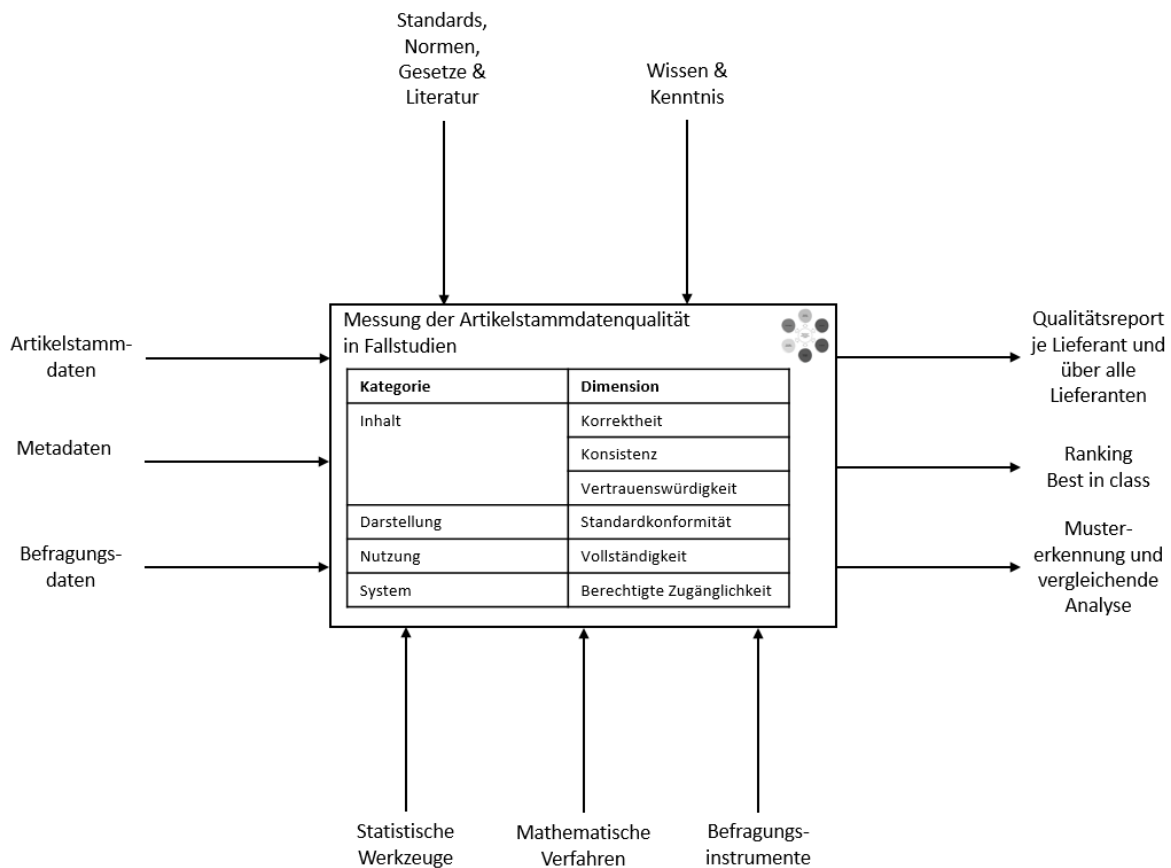 Standards,
Normen,
Gesetze &
Literatur
Wissen &
Kenntnis
Artikelstamm-
daten
Metadaten
Befragungs-
daten
Messung der Artikelstammdatenqualität
in Fallstudien
Kategorie Dimension
Inhalt Korrektheit
Konsistenz
Vertrauenswürdigkeit
Darstellung Standardkonformität
Nutzung Vollständigkeit
System Berechtigte Zugänglichkeit
Qualitätsreport
je Lieferant und
über alle
Lieferanten
Ranking
Best in class
Muster-
erkennung und
vergleichende
Analyse
Statistische
Werkzeuge
Mathematische
Verfahren
Befragungs-
instrumente